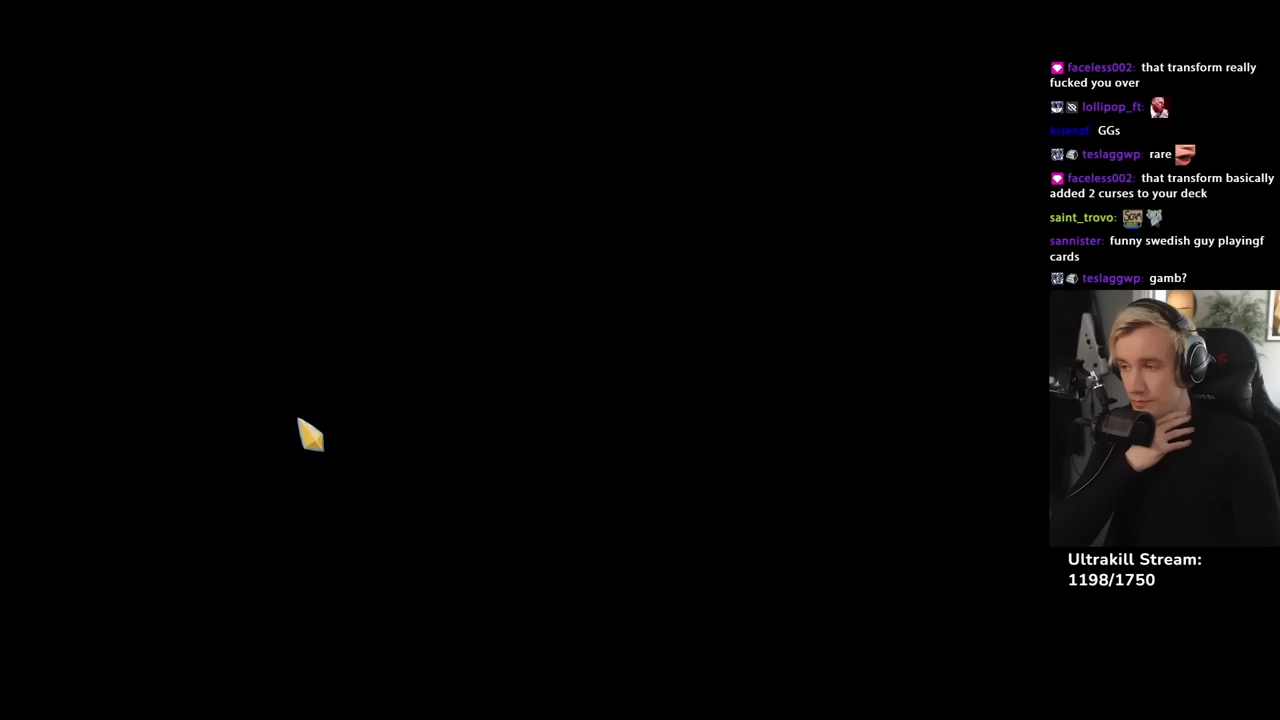 faceless002: that transform really
fucked you over
lollipop_ft:
kisenzf: GGs
teslaggwp: rare
faceless002: that transform basically
added 2 curses to your deck
saint_trovo:
sannister: funny swedish guy playingf
cards
teslaggwp: gamb?
Ultrakill Stream:
1198/1750